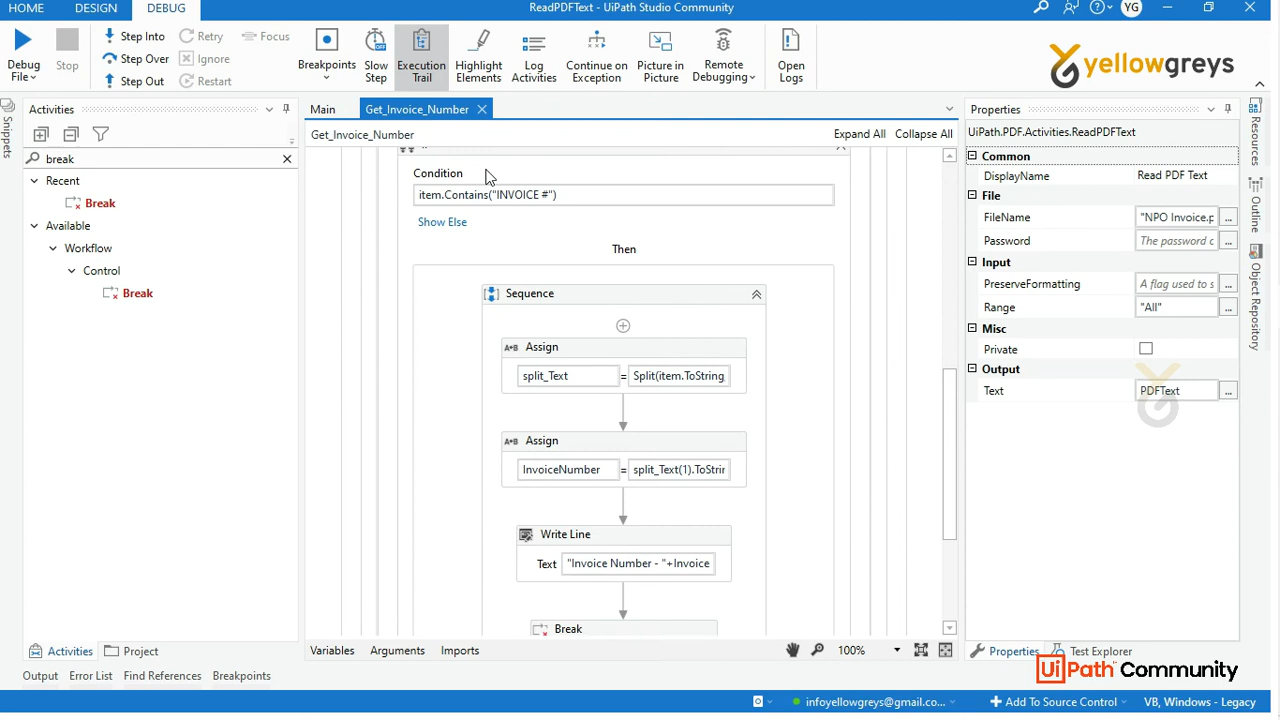 HOME DESIGN DEBUG ReadPDFText - UiPath Studio Community YG
Debug File Stop Step Into Step Over Step Out Retry Ignore Restart Focus Breakpoints Slow Step Execution Trail Highlight Elements Log Activities Continue on Exception Picture in Picture Remote Debugging Open Logs yellowgreys
Snippets
Activities
break
Recent
Break
Available
Workflow
Control
Break
Activities Project
Main Get_Invoice_Number
Get_Invoice_Number Expand All Collapse All
Condition
item.Contains("INVOICE #")
Show Else
Then
Sequence
Assign
split_Text = Split(item.ToString
Assign
InvoiceNumber = split_Text(1).ToStrin
Write Line
Text "Invoice Number - "+Invoice
Break
Variables Arguments Imports 100%
Properties
UiPath.PDF.Activities.ReadPDFText
Common
DisplayName Read PDF Text
File
FileName "NPO Invoice.p ...
Password The password o ...
Input
PreserveFormatting A flag used to s ...
Range "All" ...
Misc
Private
Output
Text PDFText ...
Properties Test Explorer
Resources
Outline
Object Repository
UiPath Community
Output Error List Find References Breakpoints
infoyellowgreys@gmail.co... Add To Source Control VB, Windows - Legacy